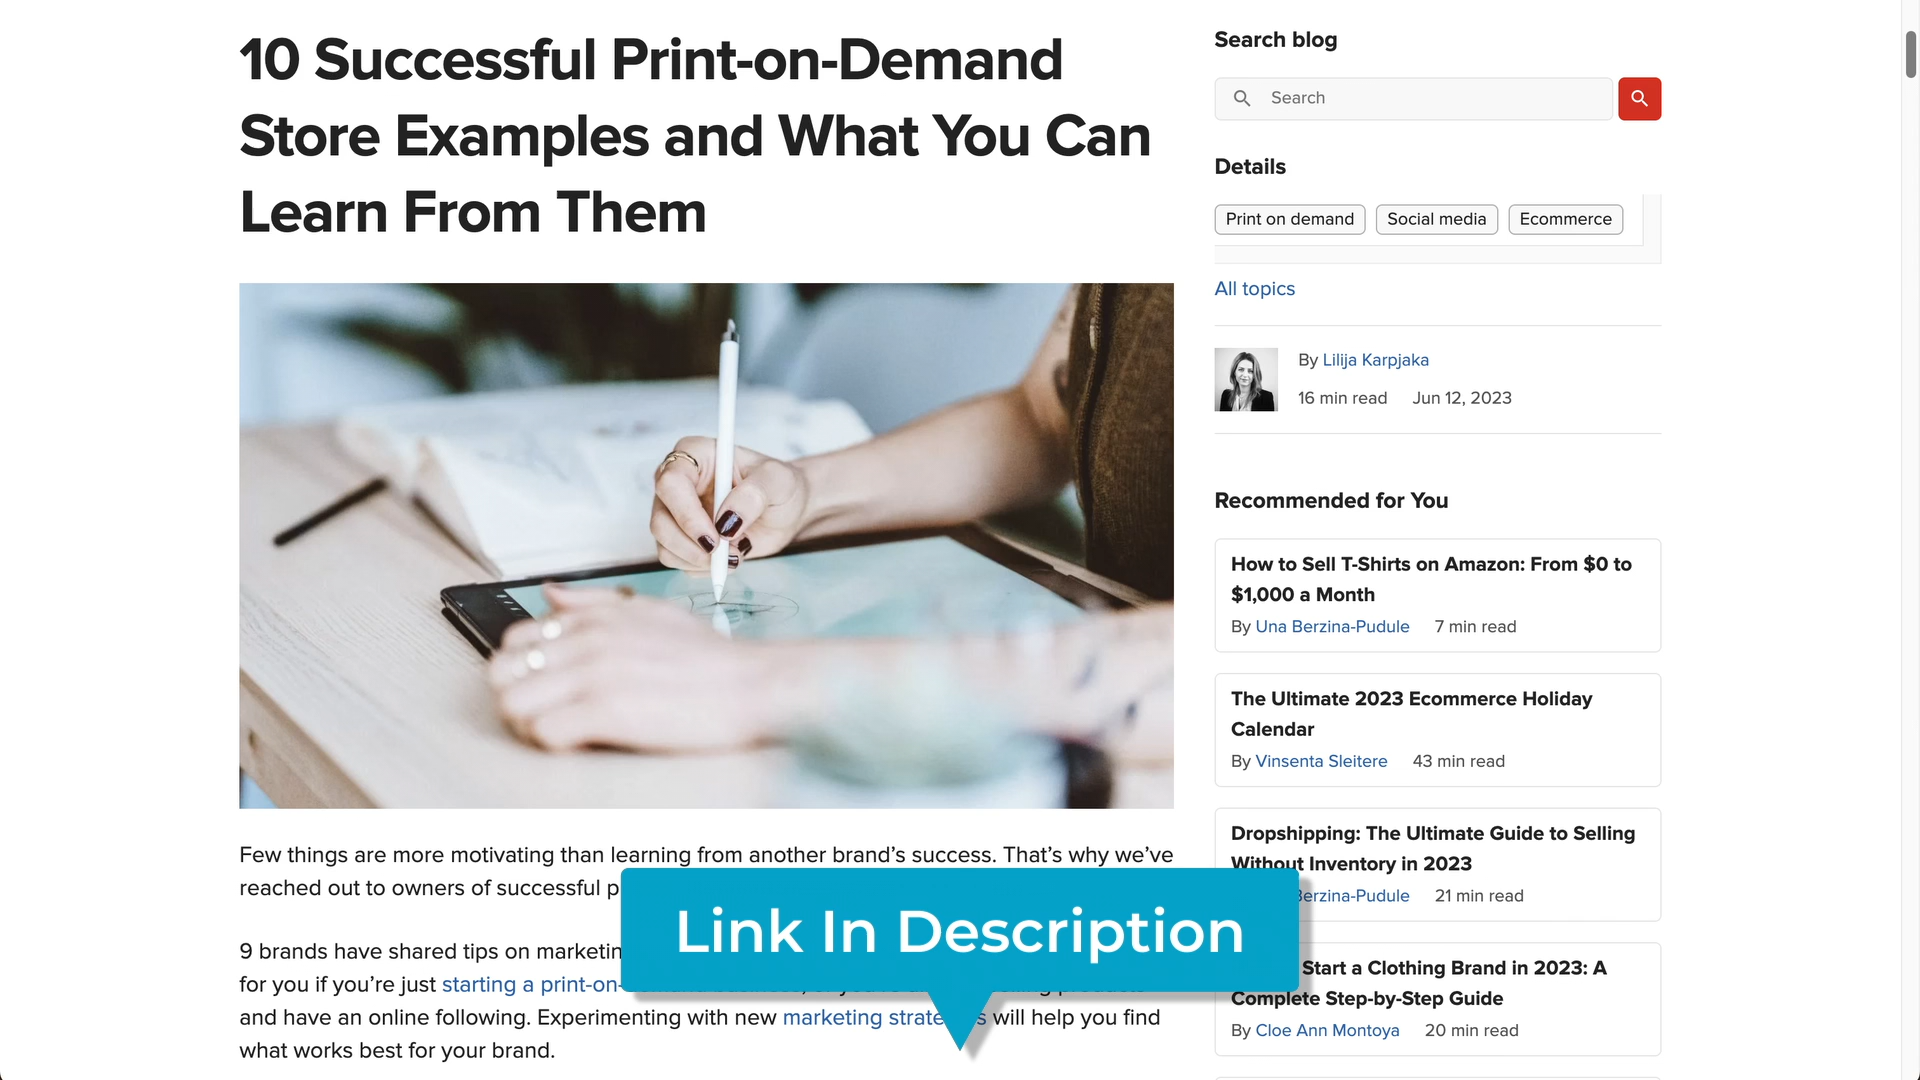 10 Successful Print-on-Demand
Store Examples and What You Can
Learn From Them
Few things are more motivating than learning from another brand’s success. That’s why we’ve
reached out to owners of successful
9 brands have shared tips on
for you if you’re just starting a print-on-
and have an online following. Experimenting with new marketing will help you find
what works best for your brand.
Link In Description
Search blog
Search
Details
Print on demand
Social media
Ecommerce
All topics
By Lilija Karpjaka
16 min read Jun 12, 2023
Recommended for You
How to Sell T-Shirts on Amazon: From $0 to
$1,000 a Month
By Una Berzina-Pudule 7 min read
The Ultimate 2023 Ecommerce Holiday
Calendar
By Vinsenta Sleitere 43 min read
Dropshipping: The Ultimate Guide to Selling
Without Inventory in 2023
Berzina-Pudule 21 min read
Start a Clothing Brand in 2023: A
Complete Step-by-Step Guide
By Cloe Ann Montoya 20 min read